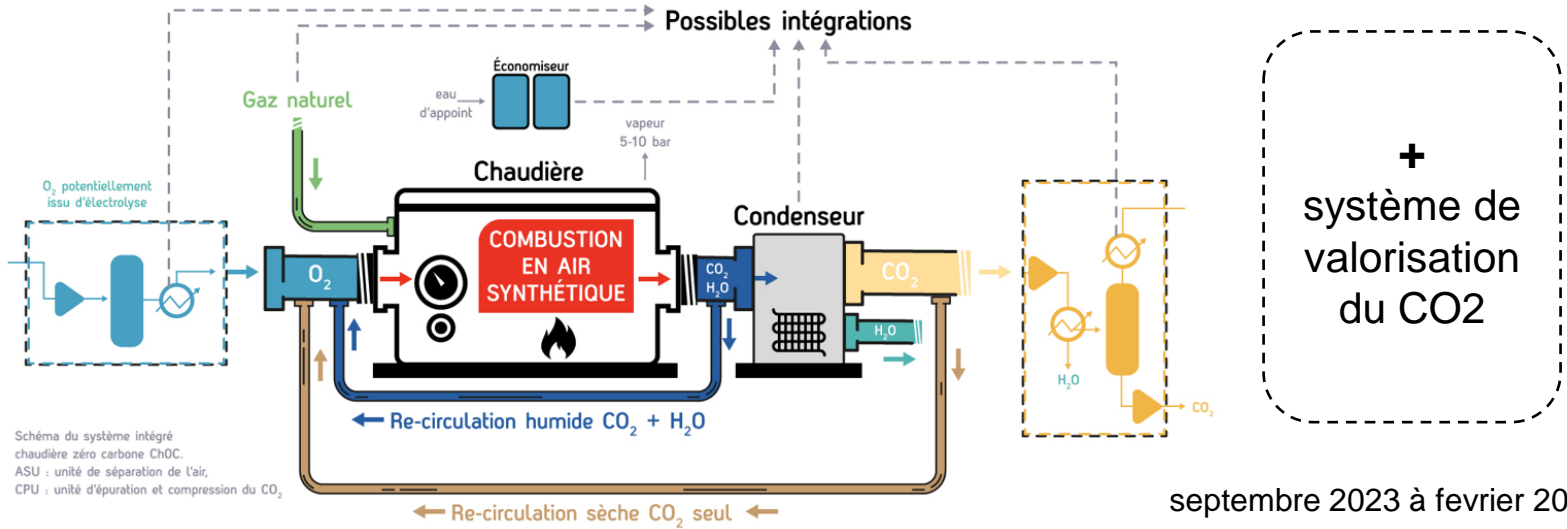 Possibles intégrations
Économiseur
eau
d'appoint
Gaz naturel
vapeur
5-10 bar
O₂ potentiellement
issu d'électrolyse
Chaudière
Condenseur
O₂
COMBUSTION
EN AIR
SYNTHÉTIQUE
CO₂
H₂O
CO₂
H₂O
H₂O
CO₂
Re-circulation humide CO₂ + H₂O
Schéma du système intégré
chaudière zéro carbone Ch0C.
ASU : unité de séparation de l'air,
CPU : unité d'épuration et compression du CO₂
Re-circulation sèche CO₂ seul
+
système de
valorisation
du CO2
septembre 2023 à fevrier 20